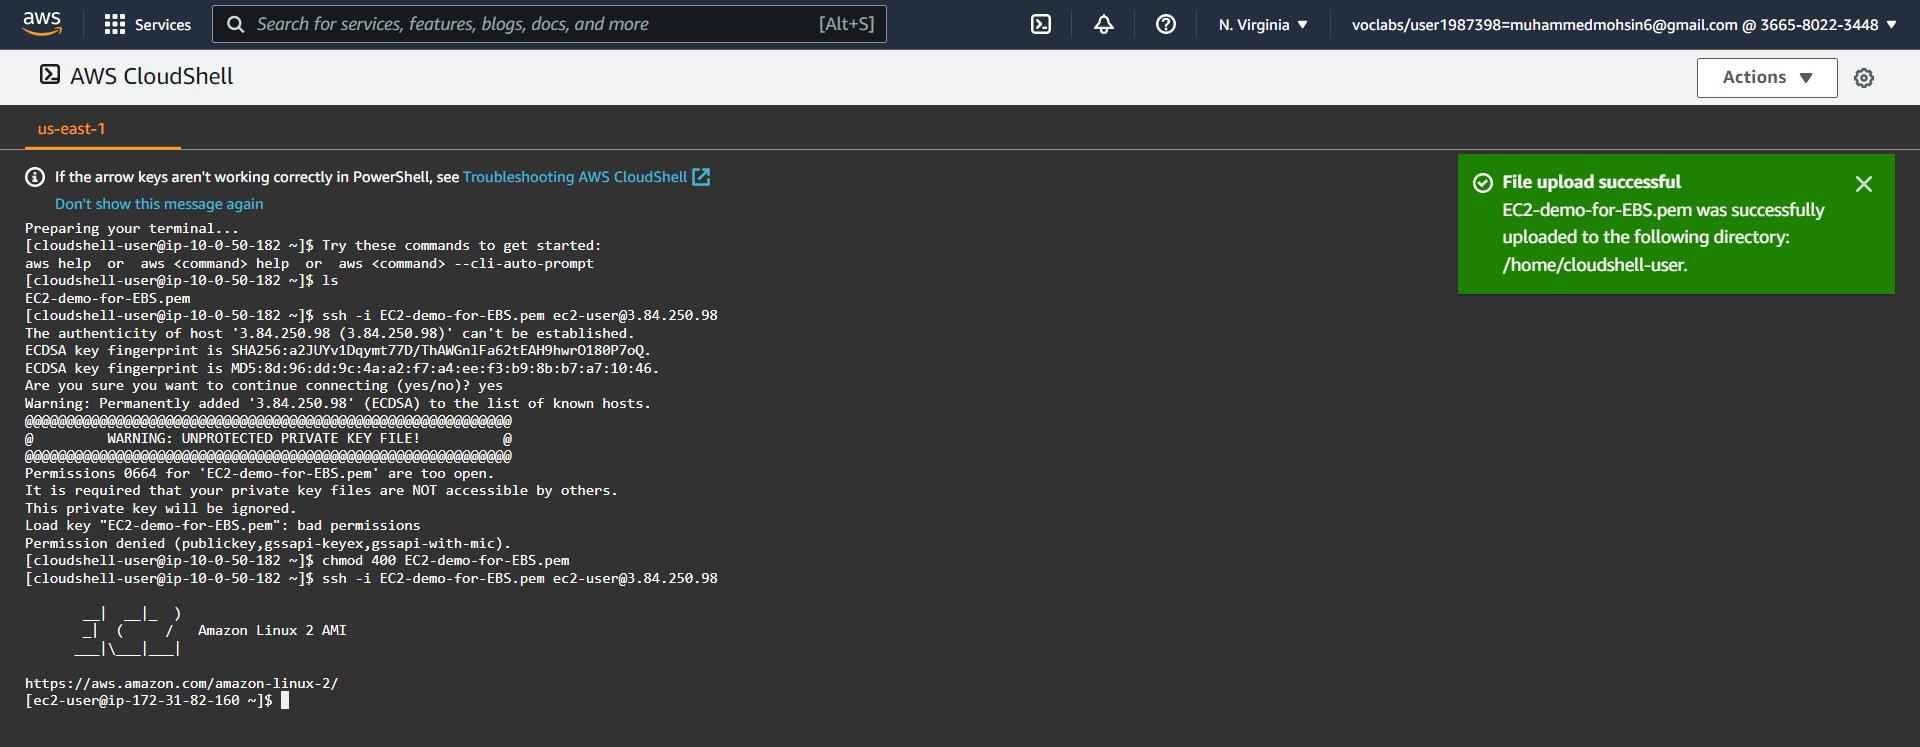 aws
Services
Search for services, features, blogs, docs, and more [Alt+S]
N. Virginia ▼
voclabs/user1987398=muhammedmohsin6@gmail.com @ 3665-8022-3448 ▼
AWS CloudShell
Actions ▼
us-east-1
If the arrow keys aren't working correctly in PowerShell, see Troubleshooting AWS CloudShell
Don't show this message again
File upload successful
EC2-demo-for-EBS.pem was successfully
uploaded to the following directory:
/home/cloudshell-user.
Preparing your terminal...
[cloudshell-user@ip-10-0-50-182 ~]$ Try these commands to get started:
aws help  or  aws <command> help  or  aws <command> --cli-auto-prompt
[cloudshell-user@ip-10-0-50-182 ~]$ ls
EC2-demo-for-EBS.pem
[cloudshell-user@ip-10-0-50-182 ~]$ ssh -i EC2-demo-for-EBS.pem ec2-user@3.84.250.98
The authenticity of host '3.84.250.98 (3.84.250.98)' can't be established.
ECDSA key fingerprint is SHA256:a2JUYv1Dqymt77D/ThAWGnlFa62tEAH9hwrO180P7oQ.
ECDSA key fingerprint is MD5:8d:96:dd:9c:4a:a2:f7:a4:ee:f3:b9:8b:b7:a7:10:46.
Are you sure you want to continue connecting (yes/no)? yes
Warning: Permanently added '3.84.250.98' (ECDSA) to the list of known hosts.
@@@@@@@@@@@@@@@@@@@@@@@@@@@@@@@@@@@@@@@@@@@@@@@@@@@@@@@@@@@
@         WARNING: UNPROTECTED PRIVATE KEY FILE!          @
@@@@@@@@@@@@@@@@@@@@@@@@@@@@@@@@@@@@@@@@@@@@@@@@@@@@@@@@@@@
Permissions 0664 for 'EC2-demo-for-EBS.pem' are too open.
It is required that your private key files are NOT accessible by others.
This private key will be ignored.
Load key "EC2-demo-for-EBS.pem": bad permissions
Permission denied (publickey,gssapi-keyex,gssapi-with-mic).
[cloudshell-user@ip-10-0-50-182 ~]$ chmod 400 EC2-demo-for-EBS.pem
[cloudshell-user@ip-10-0-50-182 ~]$ ssh -i EC2-demo-for-EBS.pem ec2-user@3.84.250.98
       __|  __|_  )
       _|  (     /   Amazon Linux 2 AMI
      ___|\___|___|
https://aws.amazon.com/amazon-linux-2/
[ec2-user@ip-172-31-82-160 ~]$